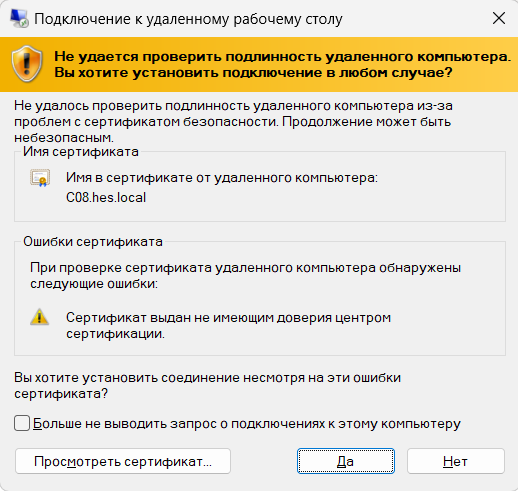 Подключение к удаленному рабочему столу
Не удается проверить подлинность удаленного компьютера.
Вы хотите установить подключение в любом случае?
Не удалось проверить подлинность удаленного компьютера из-за
проблем с сертификатом безопасности. Продолжение может быть
небезопасным.
Имя сертификата
Имя в сертификате от удаленного компьютера:
C08.hes.local
Ошибки сертификата
При проверке сертификата удаленного компьютера обнаружены
следующие ошибки:
Сертификат выдан не имеющим доверия центром
сертификации.
Вы хотите установить соединение несмотря на эти ошибки
сертификата?
Больше не выводить запрос о подключениях к этому компьютеру
Просмотреть сертификат...
Да
Нет